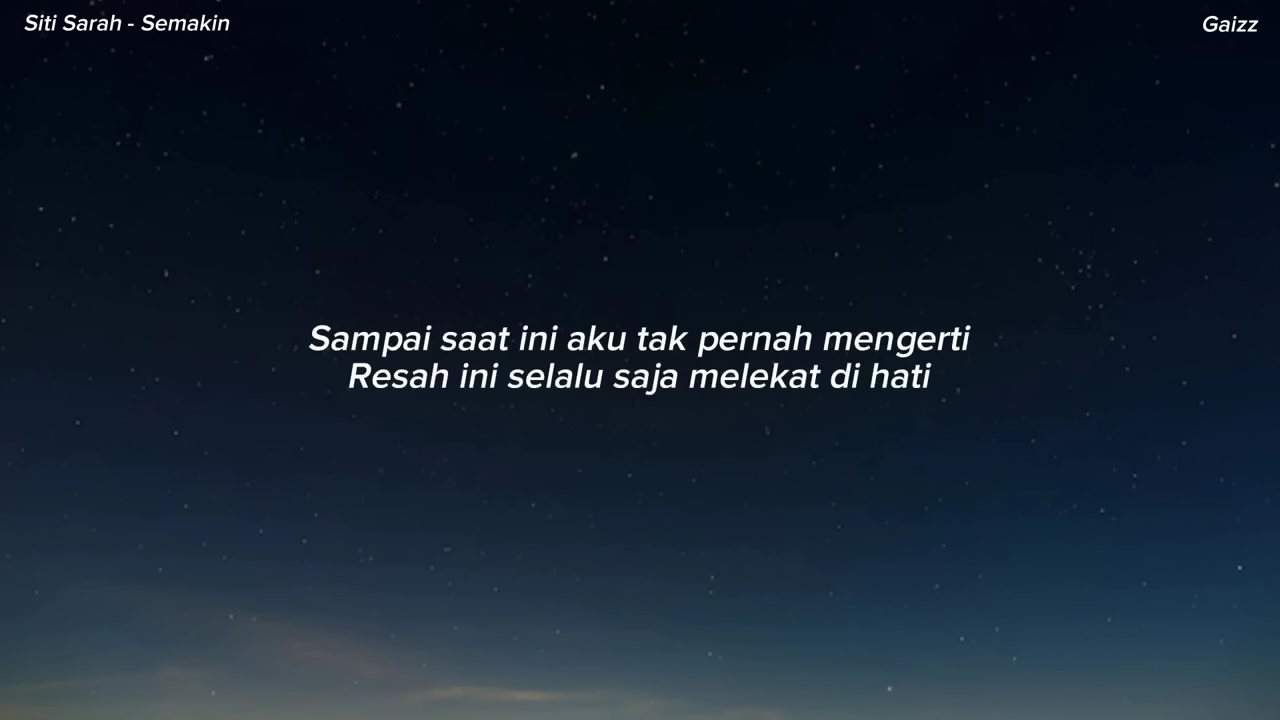 Siti Sarah - Semakin
Gaizz
Sampai saat ini aku tak pernah mengerti
Resah ini selalu saja melekat di hati